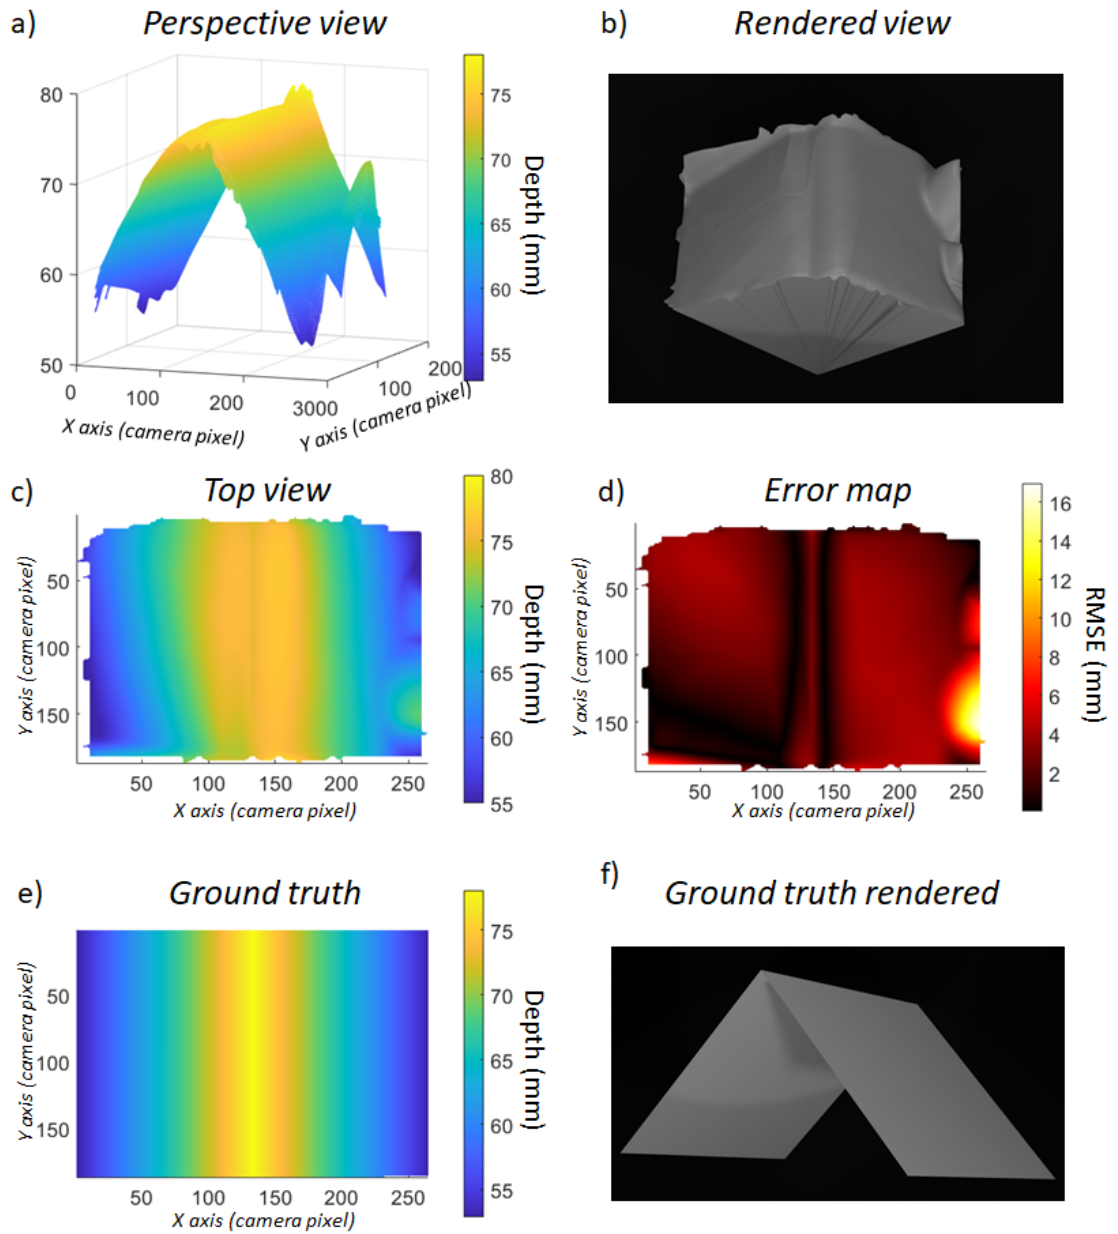 a) Perspective view
b) Rendered view
80
70
60
50
0
100
200
3000
100
200
X axis (camera pixel)
Y axis (camera pixel)
75
70
65
60
55
Depth (mm)
c) Top view
50
100
150
Y axis (camera pixel)
50 100 150 200 250
X axis (camera pixel)
80
75
70
65
60
55
Depth (mm)
d) Error map
50
100
150
Y axis (camera pixel)
50 100 150 200 250
X axis (camera pixel)
16
14
12
10
8
6
4
2
RMSE (mm)
e) Ground truth
50
100
150
Y axis (camera pixel)
50 100 150 200 250
X axis (camera pixel)
75
70
65
60
55
Depth (mm)
f) Ground truth rendered